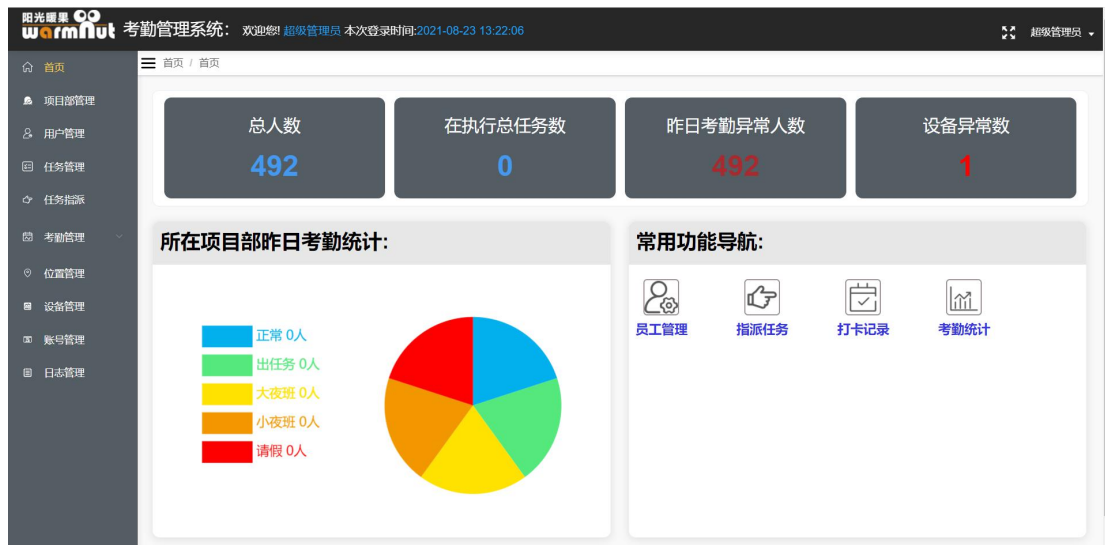 阳光暖果
warmnut 考勤管理系统： 欢迎您! 超级管理员 本次登录时间:2021-08-23 13:22:06
超级管理员
首页
项目部管理
用户管理
任务管理
任务指派
考勤管理
位置管理
设备管理
账号管理
日志管理
首页 / 首页
总人数
492
在执行总任务数
0
昨日考勤异常人数
492
设备异常数
1
所在项目部昨日考勤统计:
正常 0人
出任务 0人
大夜班 0人
小夜班 0人
请假 0人
常用功能导航:
员工管理 指派任务 打卡记录 考勤统计